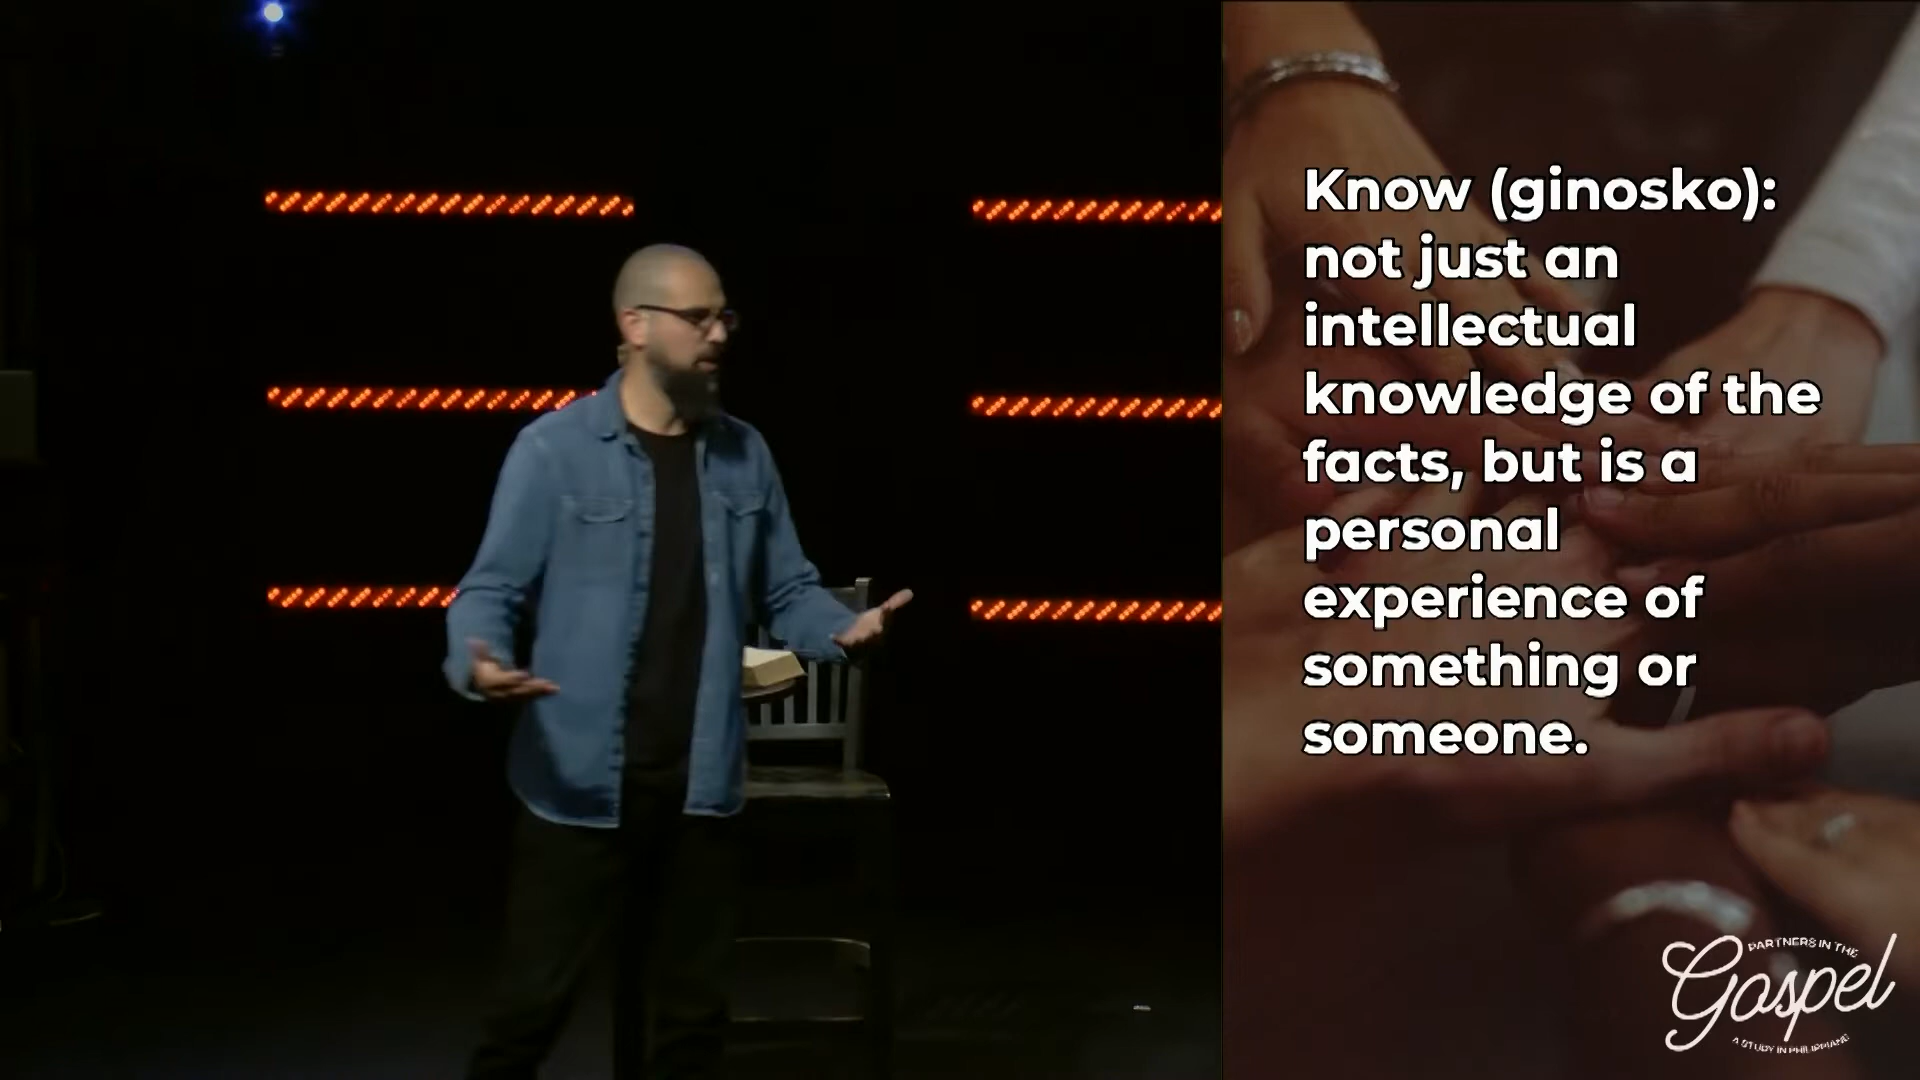 Know (ginosko):
not just an
intellectual
knowledge of the
facts, but is a
personal
experience of
something or
someone.
PARTNERS IN THE
Gospel
A STUDY IN PHILIPPIANS